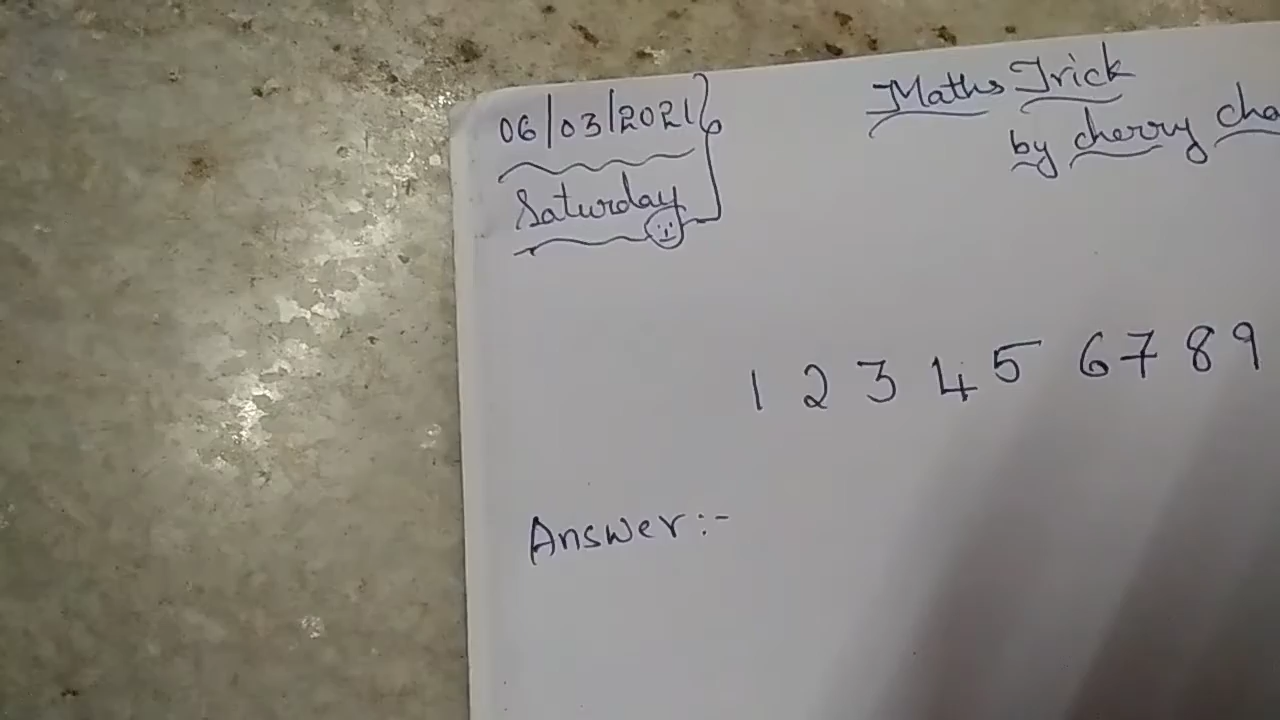 06/03/2021
Saturday
Maths Trick
by cherry
1 2 3 4 5 6 7 8 9
Answer:-